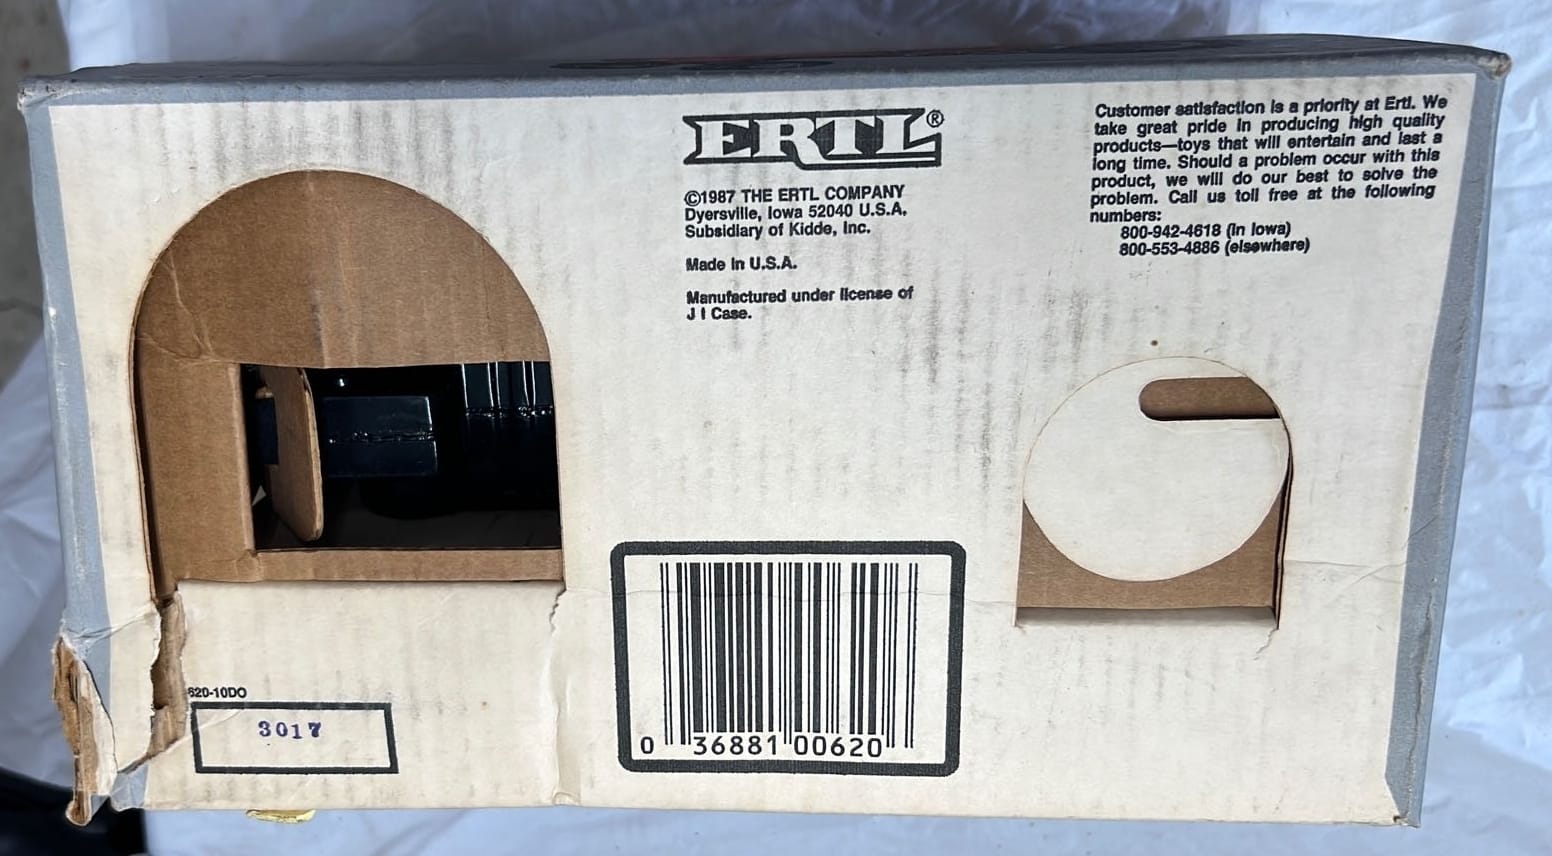 ERTL®
©1987 THE ERTL COMPANY
Dyersville, Iowa 52040 U.S.A.
Subsidiary of Kidde, Inc.
Made in U.S.A.
Manufactured under license of
J I Case.
Customer satisfaction is a priority at Ertl. We
take great pride in producing high quality
products—toys that will entertain and last a
long time. Should a problem occur with this
product, we will do our best to solve the
problem. Call us toll free at the following
numbers:
800-942-4618 (in Iowa)
800-553-4886 (elsewhere)
620-10DO
3017
0 36881 00620